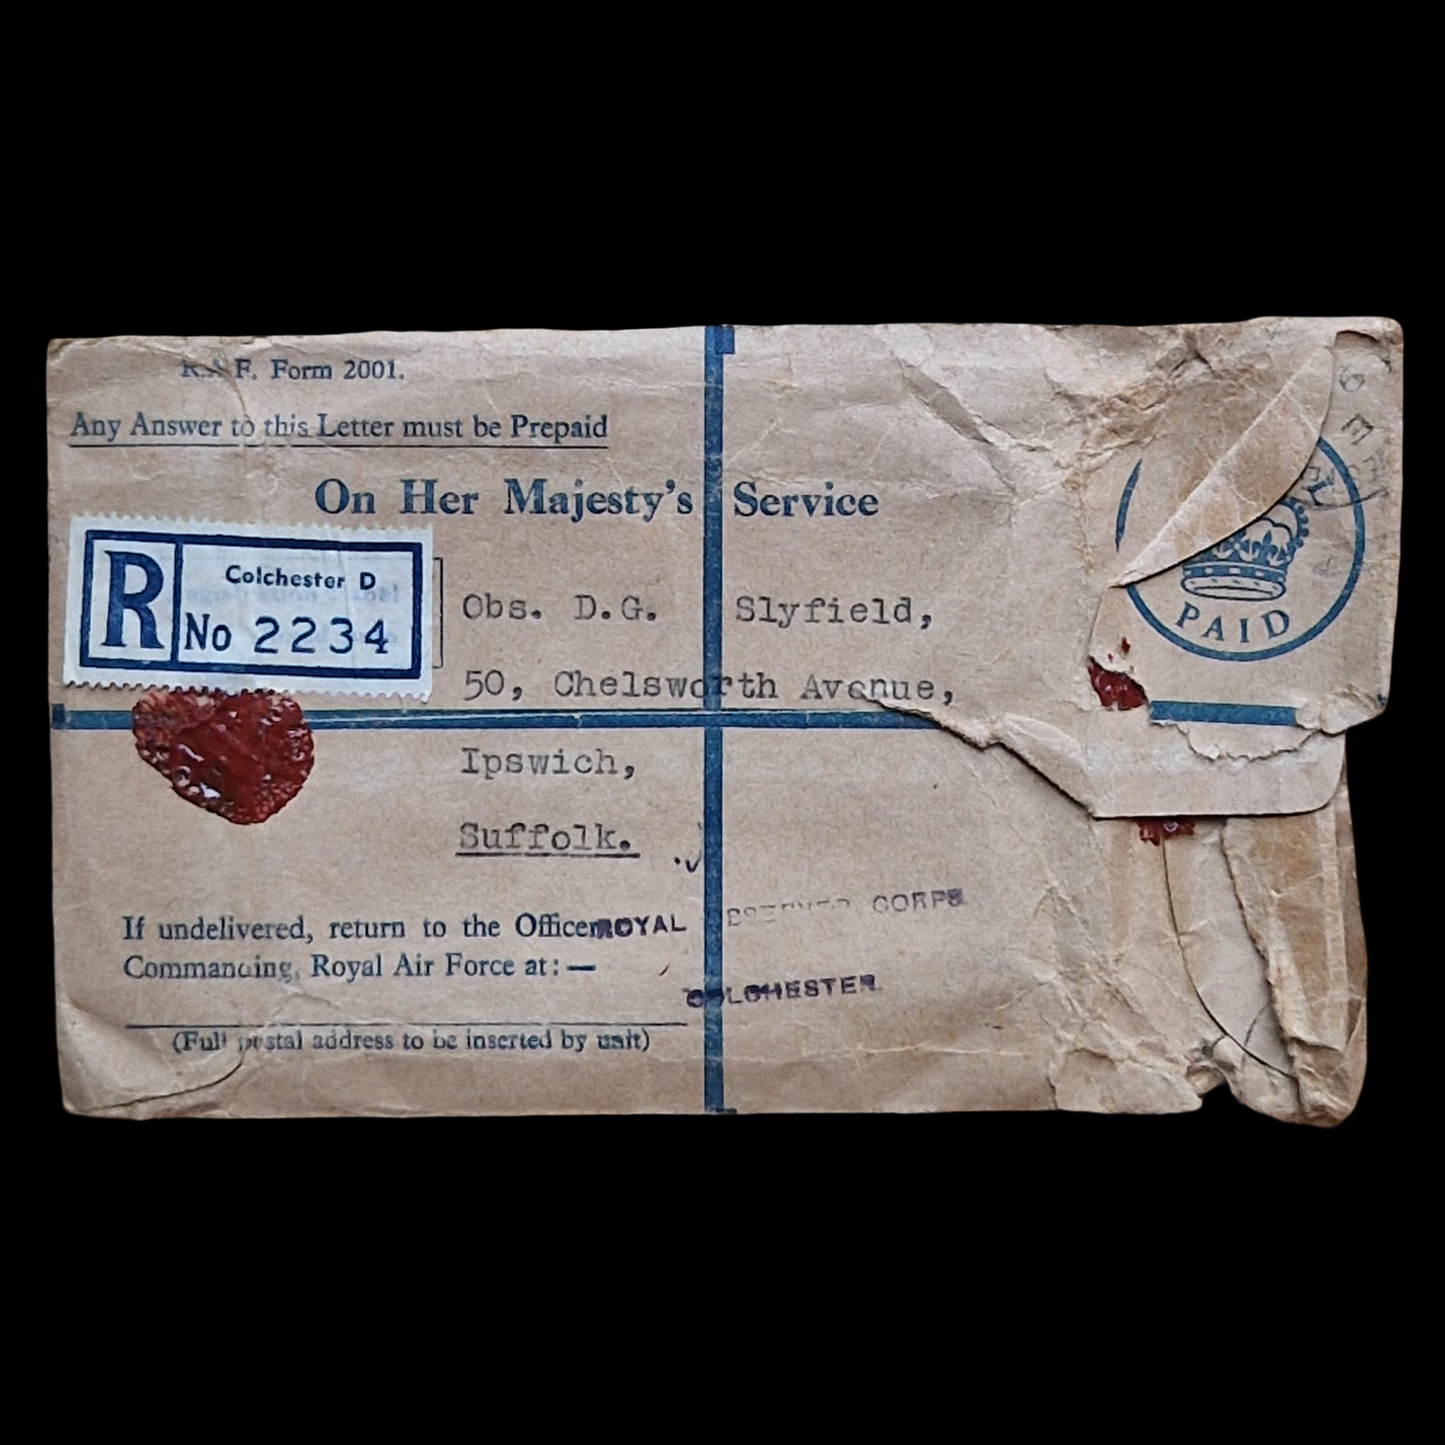 R.A.F. Form 2001.
Any Answer to this Letter must be Prepaid
On Her Majesty's Service
R
Colchester D
No 2234
Obs. D.G. Slyfield,
50, Chelsworth Avenue,
Ipswich,
Suffolk.
PAID
If undelivered, return to the Officer
Commanding, Royal Air Force at:—
ROYAL OBSERVER CORPS
COLCHESTER
(Full postal address to be inserted by unit)